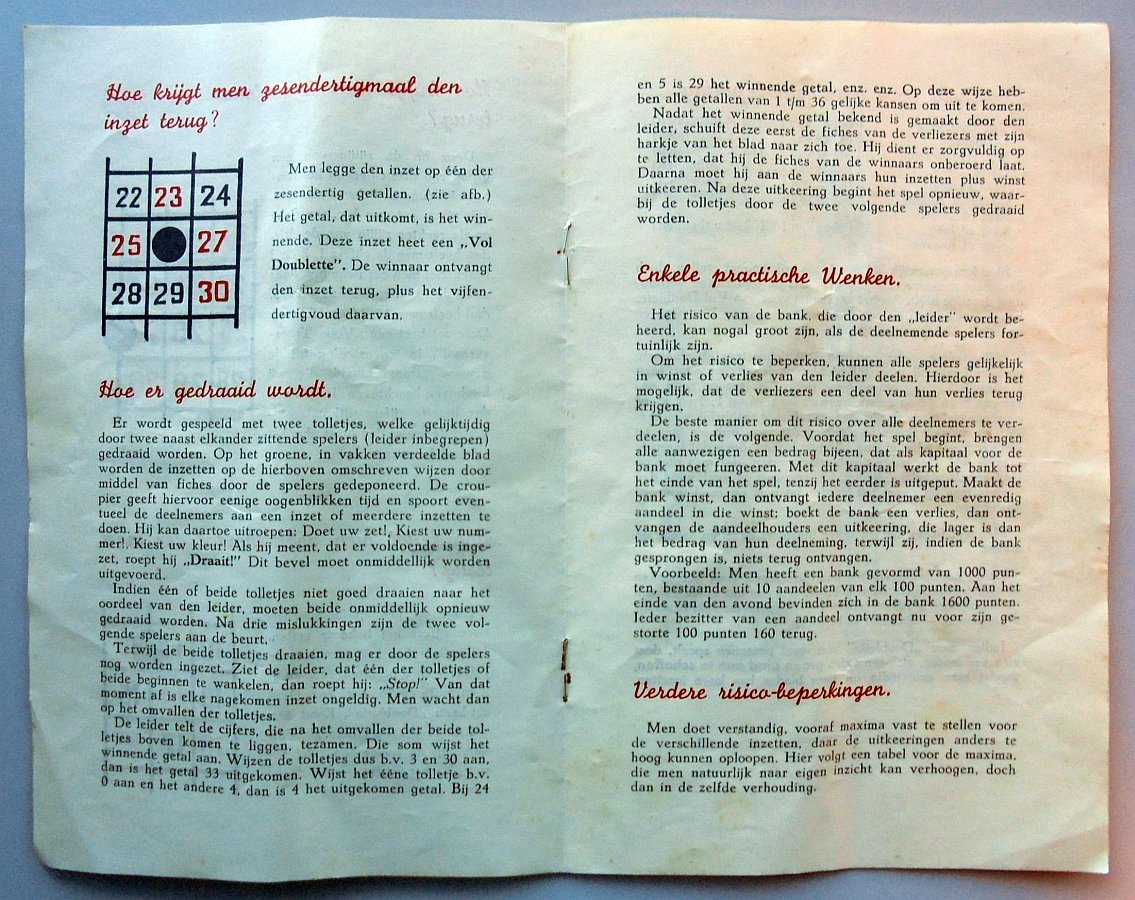 Hoe krijgt men zesendertigmaal den
inzet terug?
22 23 24
25 27
28 29 30
Men legge den inzet op één der
zesendertig getallen. (zie afb.)
Het getal, dat uitkomt, is het win-
nende. Deze inzet heet een „Vol
Doublette". De winnaar ontvangt
den inzet terug, plus het vijfen-
dertigvoud daarvan.
Hoe er gedraaid wordt.
Er wordt gespeeld met twee tolletjes, welke gelijktijdig
door twee naast elkander zittende spelers (leider inbegrepen)
gedraaid worden. Op het groene, in vakken verdeelde blad
worden de inzetten op de hierboven omschreven wijzen door
middel van fiches door de spelers gedeponeerd. De crou-
pier geeft hiervoor eenige oogenblikken tijd en spoort even-
tueel de deelnemers aan een inzet of meerdere inzetten te
doen. Hij kan daartoe uitroepen: Doet uw zet!, Kiest uw num-
mer!, Kiest uw kleur! Als hij meent, dat er voldoende is inge-
zet, roept hij „Draait!" Dit bevel moet onmiddellijk worden
uitgevoerd.
Indien één of beide tolletjes niet goed draaien naar het
oordeel van den leider, moeten beide onmiddellijk opnieuw
gedraaid worden. Na drie mislukkingen zijn de twee vol-
gende spelers aan de beurt.
Terwijl de beide tolletjes draaien, mag er door de spelers
nog worden ingezet. Ziet de leider, dat één der tolletjes of
beide beginnen te wankelen, dan roept hij: „Stop!" Van dat
moment af is elke nagekomen inzet ongeldig. Men wacht dan
op het omvallen der tolletjes.
De leider telt de cijfers, die na het omvallen der beide tol-
letjes boven komen te liggen, tezamen. Die som wijst het
winnende getal aan. Wijzen de tolletjes dus b.v. 3 en 30 aan,
dan is het getal 33 uitgekomen. Wijst het ééne tolletje b.v.
0 aan en het andere 4, dan is 4 het uitgekomen getal. Bij 24
en 5 is 29 het winnende getal, enz. enz. Op deze wijze heb-
ben alle getallen van 1 t/m 36 gelijke kansen om uit te komen.
Nadat het winnende getal bekend is gemaakt door den
leider, schuift deze eerst de fiches van de verliezers met zijn
harkje van het blad naar zich toe. Hij dient er zorgvuldig op
te letten, dat hij de fiches van de winnaars onberoerd laat.
Daarna moet hij aan de winnaars hun inzetten plus winst
uitkeeren. Na deze uitkeering begint het spel opnieuw, waar-
bij de tolletjes door de twee volgende spelers gedraaid
worden.
Enkele practische Wenken.
Het risico van de bank, die door den „leider" wordt be-
heerd, kan nogal groot zijn, als de deelnemende spelers for-
tuinlijk zijn.
Om het risico te beperken, kunnen alle spelers gelijkelijk
in winst of verlies van den leider deelen. Hierdoor is het
mogelijk, dat de verliezers een deel van hun verlies terug
krijgen.
De beste manier om dit risico over alle deelnemers te ver-
deelen, is de volgende. Voordat het spel begint, brengen
alle aanwezigen een bedrag bijeen, dat als kapitaal voor de
bank moet fungeeren. Met dit kapitaal werkt de bank tot
het einde van het spel, tenzij het eerder is uitgeput. Maakt de
bank winst, dan ontvangt iedere deelnemer een evenredig
aandeel in die winst; boekt de bank een verlies, dan ont-
vangen de aandeelhouders een uitkeering, die lager is dan
het bedrag van hun deelneming, terwijl zij, indien de bank
gesprongen is, niets terug ontvangen.
Voorbeeld: Men heeft een bank gevormd van 1000 pun-
ten, bestaande uit 10 aandeelen van elk 100 punten. Aan het
einde van den avond bevinden zich in de bank 1600 punten.
Ieder bezitter van een aandeel ontvangt nu voor zijn ge-
storte 100 punten 160 terug.
Verdere risico-beperkingen.
Men doet verstandig, vooraf maxima vast te stellen voor
de verschillende inzetten, daar de uitkeeringen anders te
hoog kunnen oploopen. Hier volgt een tabel voor de maxima,
die men natuurlijk naar eigen inzicht kan verhoogen, doch
dan in de zelfde verhouding.